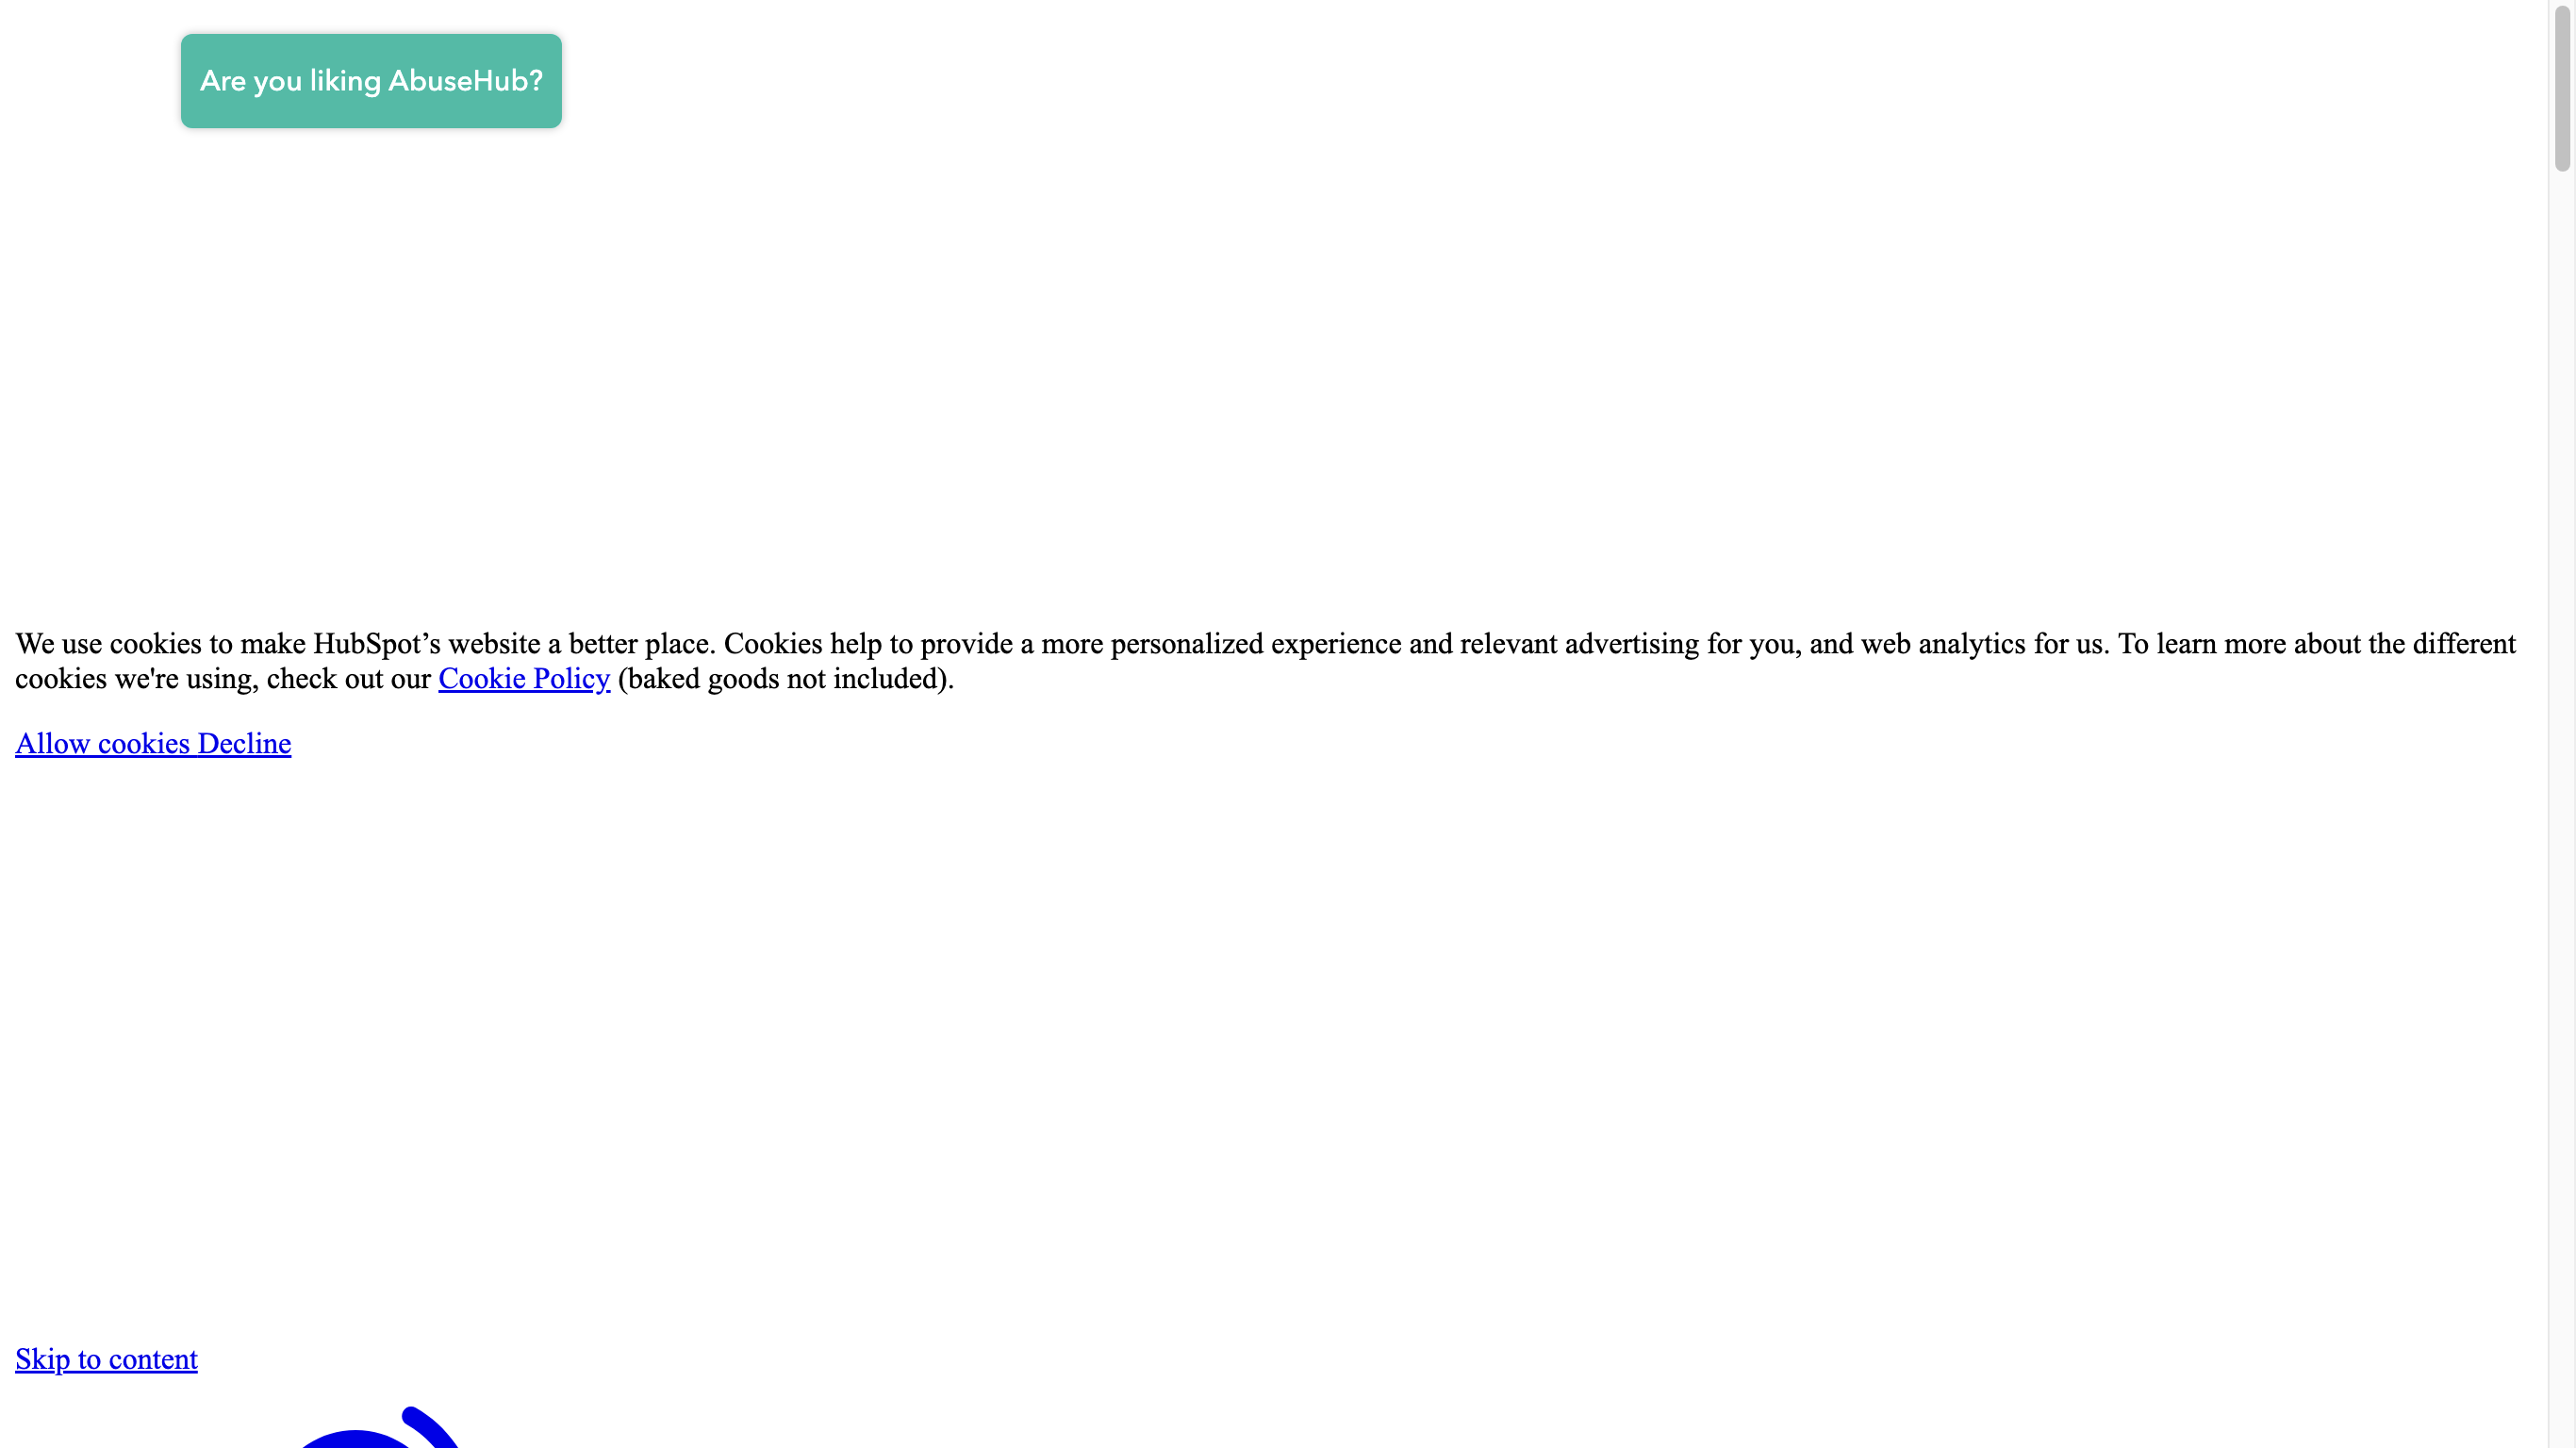 Are you liking AbuseHub?
We use cookies to make HubSpot’s website a better place. Cookies help to provide a more personalized experience and relevant advertising for you, and web analytics for us. To learn more about the different
cookies we're using, check out our Cookie Policy (baked goods not included).
Allow cookies Decline
Skip to content